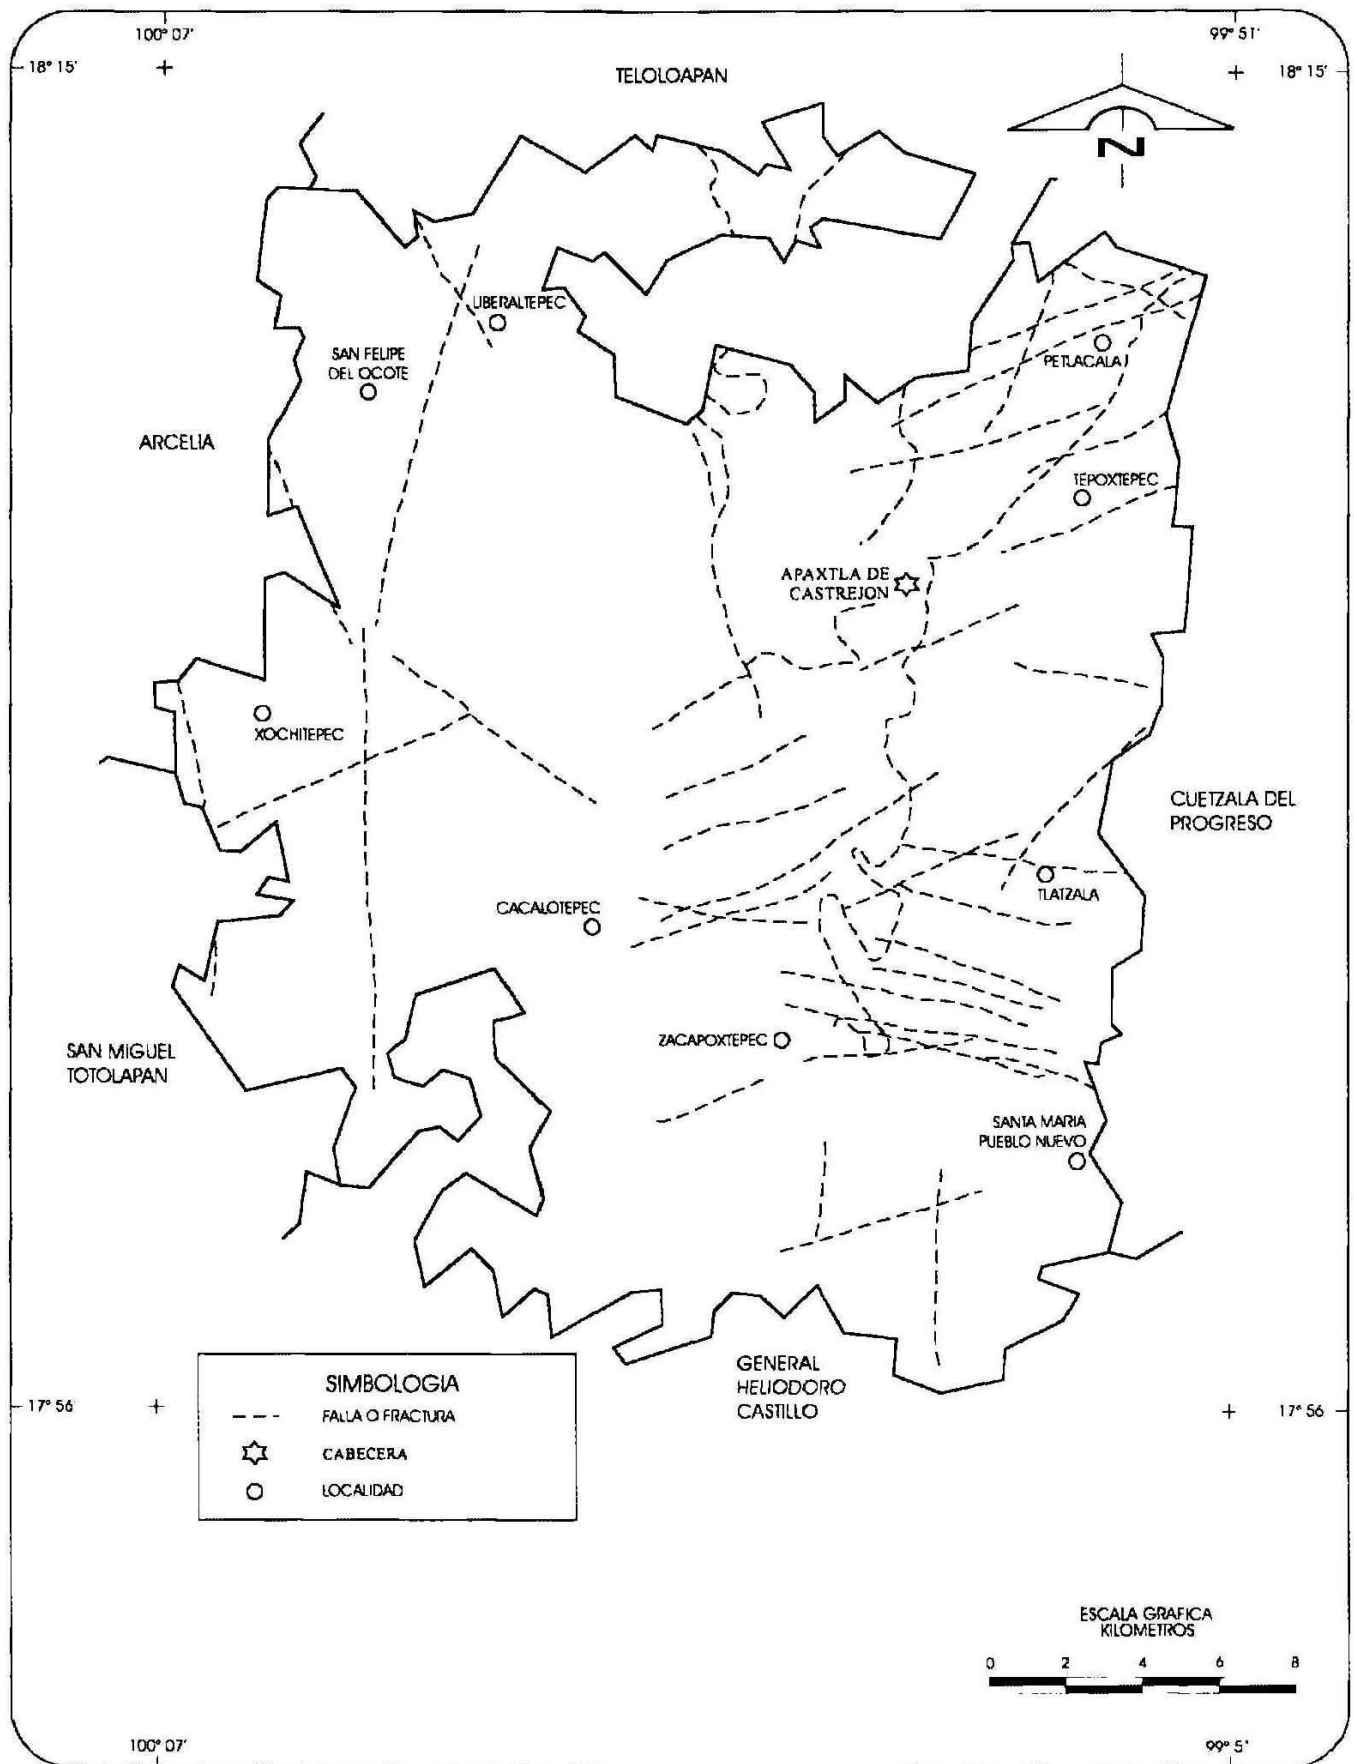 100° 07'
99° 51'
18° 15'
18° 15'
TELOLOAPAN
N
LIBERALTEPEC
SAN FELIPE
DEL OCOTE
PETLACALA
ARCELIA
TEPOXTEPEC
APAXTLA DE
CASTREJON
XOCHITEPEC
CUETZALA DEL
PROGRESO
TLATZALA
CACALOTEPEC
ZACAPOXTEPEC
SAN MIGUEL
TOTOLAPAN
SANTA MARIA
PUEBLO NUEVO
GENERAL
HELIODORO
CASTILLO
17° 56'
17° 56
SIMBOLOGIA
FALLA O FRACTURA
CABECERA
LOCALIDAD
ESCALA GRAFICA
KILOMETROS
0 2 4 6 8
100° 07'
99° 5'